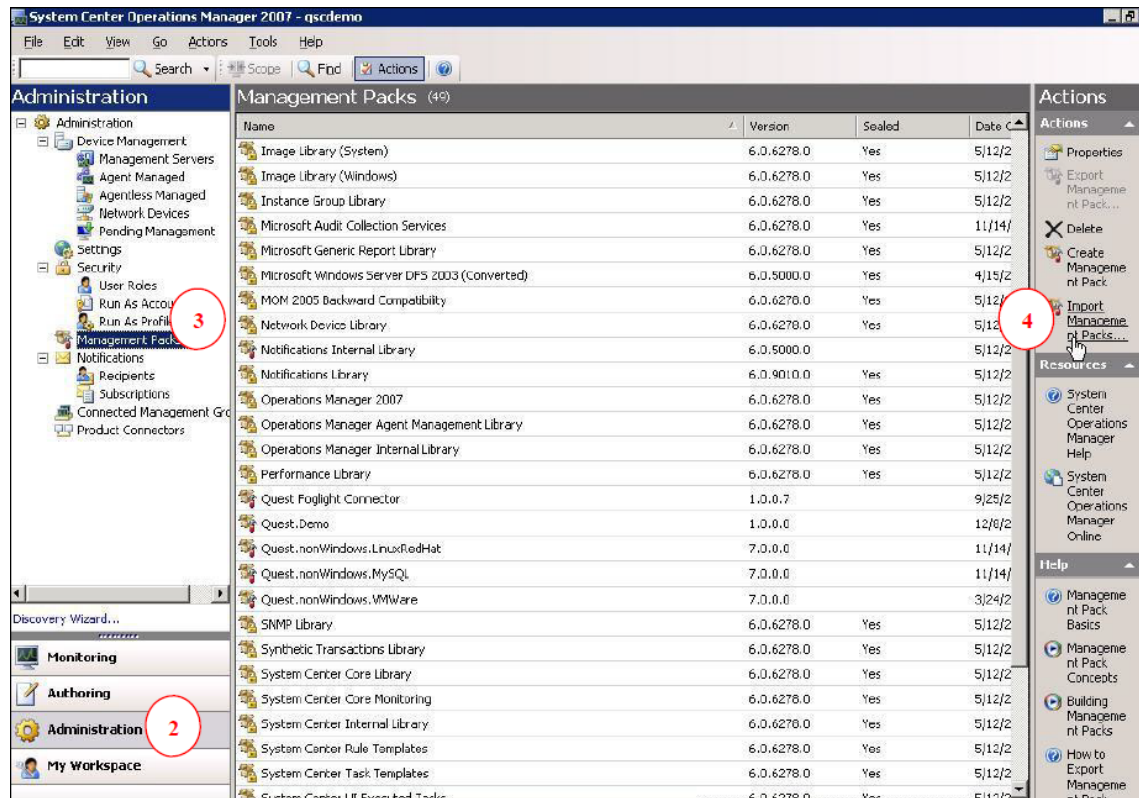 System Center Operations Manager 2007 - qscdemo
File Edit View Go Actions Tools Help
Search Scope Find Actions
Administration
Administration
Device Management
Management Servers
Agent Managed
Agentless Managed
Network Devices
Pending Management
Settings
Security
User Roles
Run As Accou
Run As Profil
3
Management Packs
Notifications
Recipients
Subscriptions
Connected Management Gro
Product Connectors
Discovery Wizard...
Monitoring
Authoring
Administration
2
My Workspace
Management Packs (49)
Name Version Sealed Date C
Image Library (System) 6.0.6278.0 Yes 5/12/2
Image Library (Windows) 6.0.6278.0 Yes 5/12/2
Instance Group Library 6.0.6278.0 Yes 5/12/2
Microsoft Audit Collection Services 6.0.6278.0 Yes 11/14/
Microsoft Generic Report Library 6.0.6278.0 Yes 5/12/2
Microsoft Windows Server DFS 2003 (Converted) 6.0.5000.0 Yes 4/15/2
MOM 2005 Backward Compatibility 6.0.6278.0 Yes 5/12/
Network Device Library 6.0.6278.0 Yes 5/12
Notifications Internal Library 6.0.5000.0 5/12/2
Notifications Library 6.0.9010.0 Yes 5/12/2
Operations Manager 2007 6.0.6278.0 Yes 5/12/2
Operations Manager Agent Management Library 6.0.6278.0 Yes 5/12/2
Operations Manager Internal Library 6.0.6278.0 Yes 5/12/2
Performance Library 6.0.6278.0 Yes 5/12/2
Quest Foglight Connector 1.0.0.7 9/25/2
Quest.Demo 1.0.0.0 12/8/2
Quest.nonWindows.LinuxRedHat 7.0.0.0 11/14/
Quest.nonWindows.MySQL 7.0.0.0 11/14/
Quest.nonWindows.VMWare 7.0.0.0 3/24/2
SNMP Library 6.0.6278.0 Yes 5/12/2
Synthetic Transactions Library 6.0.6278.0 Yes 5/12/2
System Center Core Library 6.0.6278.0 Yes 5/12/2
System Center Core Monitoring 6.0.6278.0 Yes 5/12/2
System Center Internal Library 6.0.6278.0 Yes 5/12/2
System Center Rule Templates 6.0.6278.0 Yes 5/12/2
System Center Task Templates 6.0.6278.0 Yes 5/12/2
System Center UI Executed Tasks 6.0.6278.0 Yes 5/12/2
Actions
Actions
Properties
Export
Manageme
nt Pack...
Delete
Create
Manageme
nt Pack
4
Import
Manageme
nt Packs...
Resources
System
Center
Operations
Manager
Help
System
Center
Operations
Manager
Online
Help
Manageme
nt Pack
Basics
Manageme
nt Pack
Concepts
Building
Manageme
nt Packs
How to
Export
Manageme
nt Pack